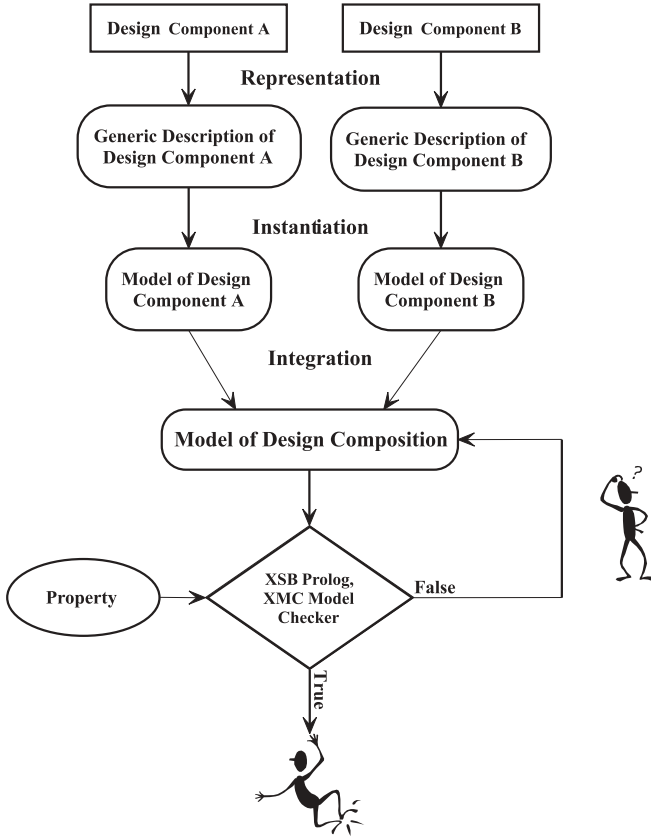 Design Component A
Design Component B
Representation
Generic Description of
Design Component A
Generic Description of
Design Component B
Instantiation
Model of Design
Component A
Model of Design
Component B
Integration
Model of Design Composition
?
XSB Prolog,
XMC Model
Checker
False
Property
True